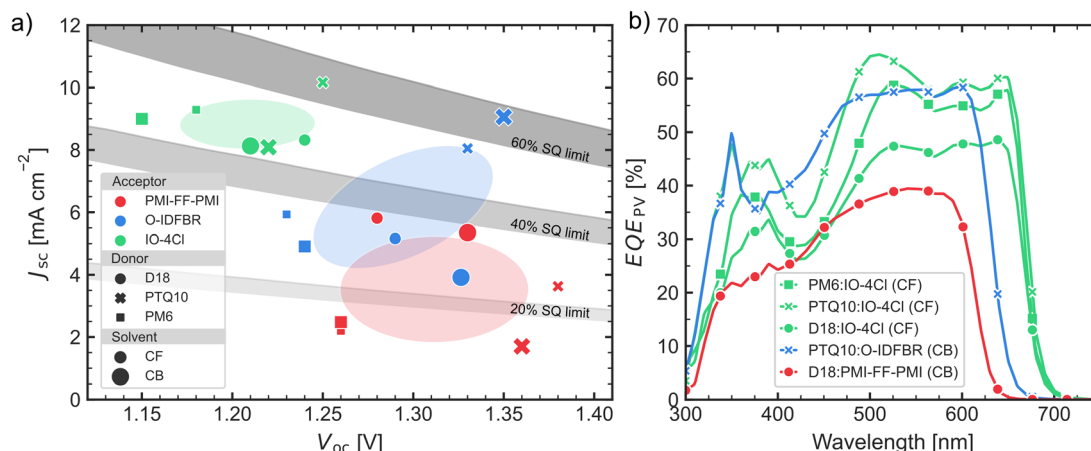 a)
12
10
8
6
4
2
0
J_sc [mA cm⁻²]
60% SQ limit
40% SQ limit
20% SQ limit
Acceptor
PMI-FF-PMI
O-IDFBR
IO-4Cl
Donor
D18
PTQ10
PM6
Solvent
CF
CB
1.15 1.20 1.25 1.30 1.35 1.40
V_oc [V]
b)
70
60
50
40
30
20
10
0
EQE_PV [%]
PM6:IO-4Cl (CF)
PTQ10:IO-4Cl (CF)
D18:IO-4Cl (CF)
PTQ10:O-IDFBR (CB)
D18:PMI-FF-PMI (CB)
300 400 500 600 700
Wavelength [nm]